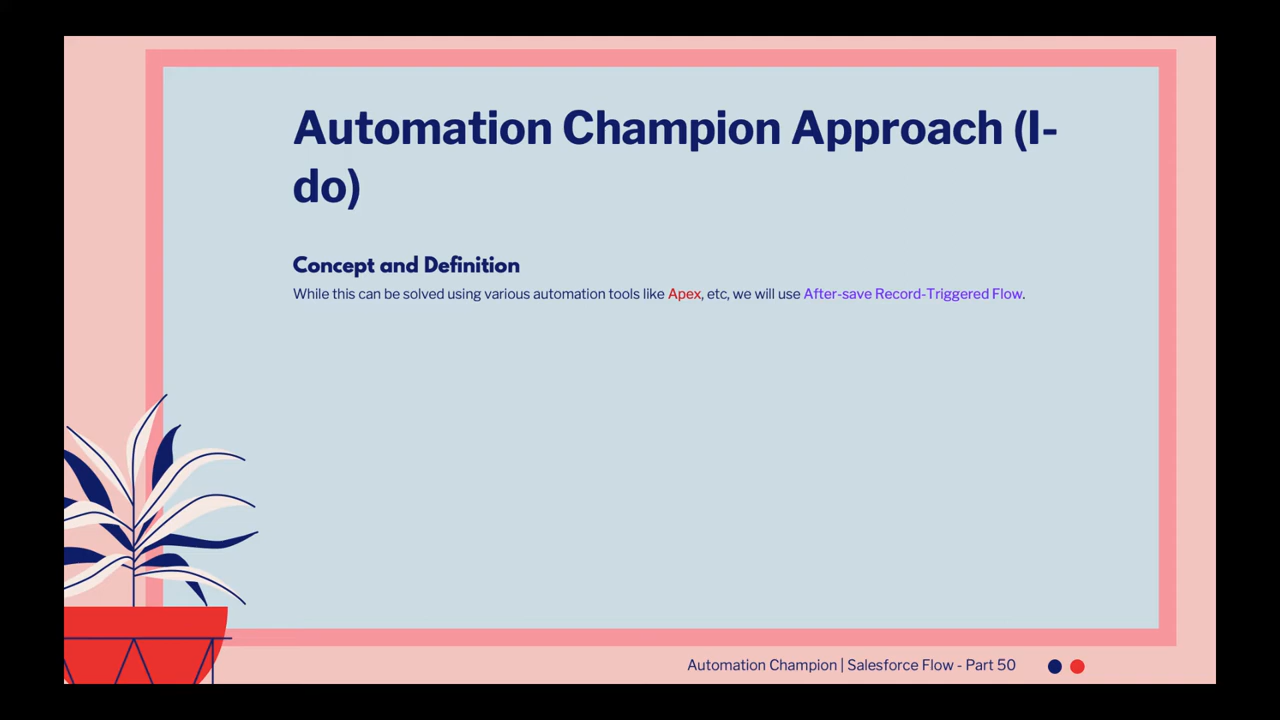 Automation Champion Approach (I-
do)
Concept and Definition
While this can be solved using various automation tools like Apex, etc, we will use After-save Record-Triggered Flow.
Automation Champion | Salesforce Flow - Part 50